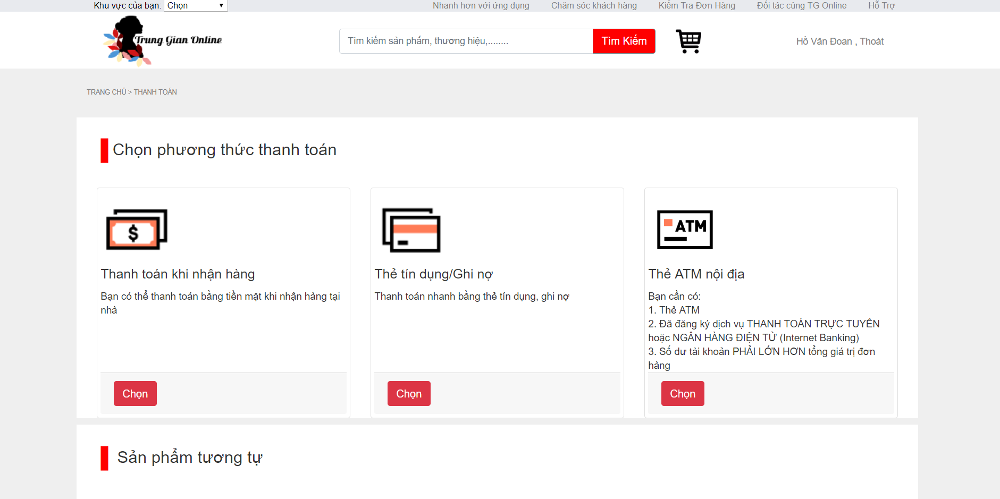 Khu vực của bạn: Chọn
Nhanh hơn với ứng dụng Chăm sóc khách hàng Kiểm Tra Đơn Hàng Đối tác cùng TG Online Hỗ Trợ
Trung Gian Online
Tìm kiếm sản phẩm, thương hiệu,........
Tìm Kiếm
Hồ Văn Đoan , Thoát
TRANG CHỦ > THANH TOÁN
Chọn phương thức thanh toán
$
Thanh toán khi nhận hàng
Bạn có thể thanh toán bằng tiền mặt khi nhận hàng tại
nhà
Chọn
Thẻ tín dụng/Ghi nợ
Thanh toán nhanh bằng thẻ tín dụng, ghi nợ
Chọn
ATM
Thẻ ATM nội địa
Bạn cần có:
1. Thẻ ATM
2. Đã đăng ký dịch vụ THANH TOÁN TRỰC TUYẾN
hoặc NGÂN HÀNG ĐIỆN TỬ (Internet Banking)
3. Số dư tài khoản PHẢI LỚN HƠN tổng giá trị đơn
hàng
Chọn
Sản phẩm tương tự